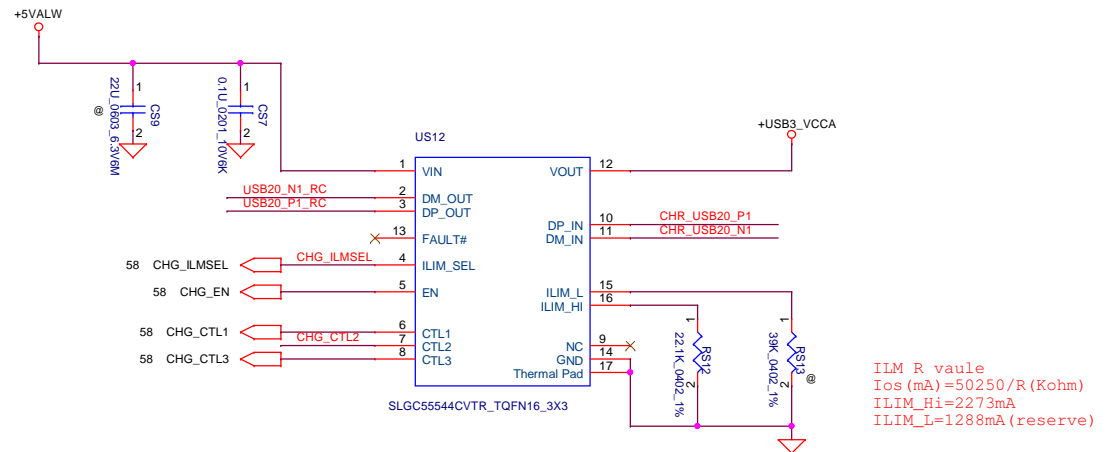 +5VALW
1
2
22U_0603_6.3V6M
@
CS9
1
2
0.1U_0201_10V6K
CS7
US12
+USB3_VCCA
1
VIN
VOUT
12
USB20_N1_RC
2
DM_OUT
USB20_P1_RC
3
DP_OUT
DP_IN
10
CHR_USB20_P1
DM_IN
11
CHR_USB20_N1
13
FAULT#
58 CHG_ILMSEL
CHG_ILMSEL
4
ILIM_SEL
58 CHG_EN
5
EN
ILIM_L
15
ILIM_HI
16
58 CHG_CTL1
6
CTL1
CHG_CTL2
7
CTL2
58 CHG_CTL3
8
CTL3
NC
9
GND
14
Thermal Pad
17
SLGC55544CVTR_TQFN16_3X3
1
2
RS12
22.1K_0402_1%
1
2
RS13
39K_0402_1%
@
ILM R vaule
Ios(mA)=50250/R(Kohm)
ILIM_Hi=2273mA
ILIM_L=1288mA(reserve)